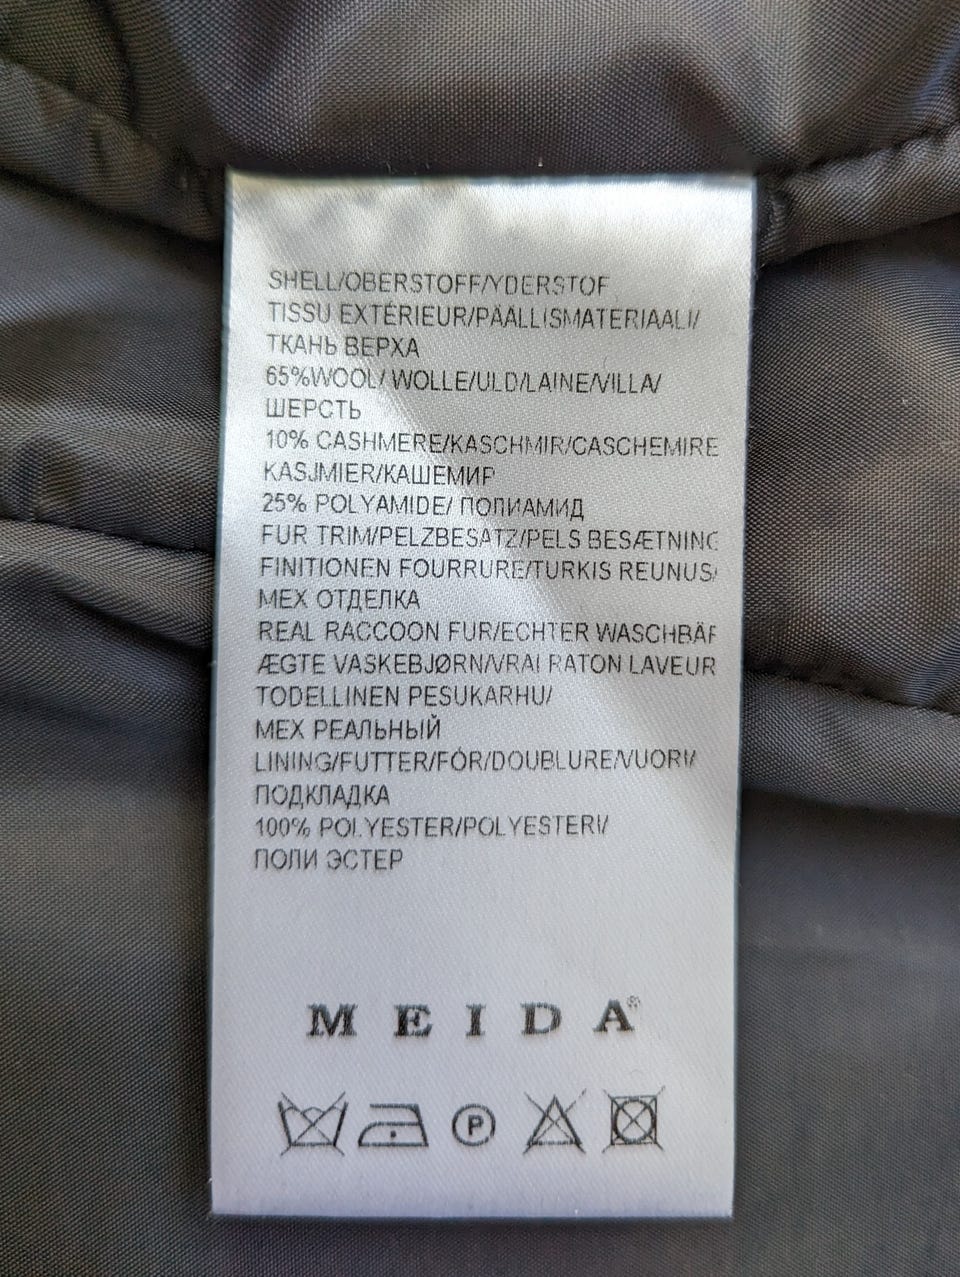 SHELL/OBERSTOFF/YDERSTOF
TISSU EXTÉRIEUR/PÄÄLLISMATERIAALI/
ТКАНЬ ВЕРХА
65%WOOL/ WOLLE/ULD/LAINE/VILLA/
ШЕРСТЬ
10% CASHMERE/KASCHMIR/CASCHEMIRE
KASJMIER/КАШЕМИР
25% POLYAMIDE/ ПОЛИАМИД
FUR TRIM/PELZBESATZ/PELS BESÆTNING
FINITIONEN FOURRURE/TURKIS REUNUS/
МЕХ ОТДЕЛКА
REAL RACCOON FUR/ECHTER WASCHBÄR
ÆGTE VASKEBJØRN/VRAI RATON LAVEUR
TODELLINEN PESUKARHU/
МЕХ РЕАЛЬНЫЙ
LINING/FUTTER/FÓR/DOUBLURE/VUORI/
ПОДКЛАДКА
100% POLYESTER/POLYESTERI/
ПОЛИ ЭСТЕР
MEIDA®
P